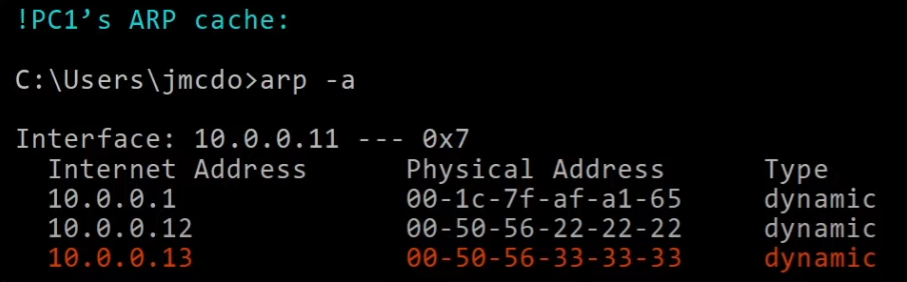 !PC1’s ARP cache:
C:\Users\jmcdo>arp -a
Interface: 10.0.0.11 --- 0x7
Internet Address Physical Address Type
10.0.0.1 00-1c-7f-af-a1-65 dynamic
10.0.0.12 00-50-56-22-22-22 dynamic
10.0.0.13 00-50-56-33-33-33 dynamic